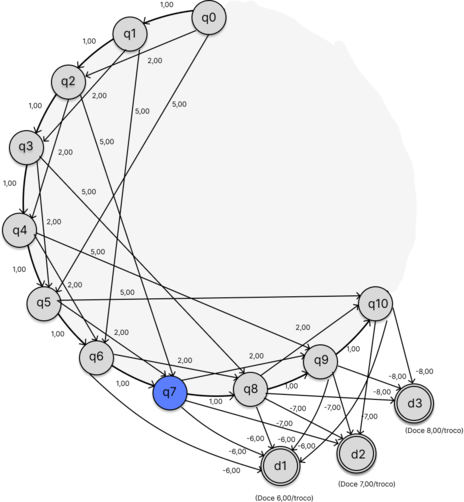 q0
1,00
q1
1,00
2,00
q2
2,00
5,00
5,00
1,00
q3
2,00
5,00
1,00
5,00
q4
2,00
2,00
1,00
2,00
5,00
q5
q10
1,00
2,00
2,00
q6
2,00
2,00
q9
1,00
1,00
q7
1,00
q8
1,00
-8,00
-8,00
-8,00
q3
d3
-7,00
-7,00
-7,00
-7,00
(Doce 8,00/troco)
-6,00
-6,00
-6,00
-6,00
-6,00
d1
d2
(Doce 7,00/troco)
(Doce 6,00/troco)